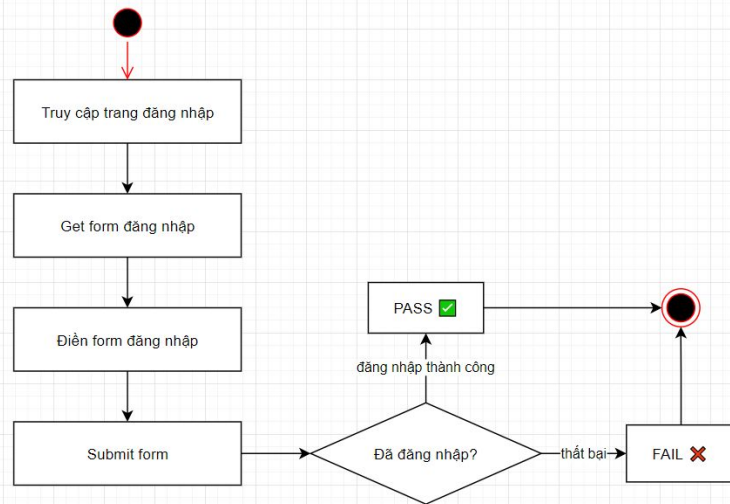 Truy cập trang đăng nhập
Get form đăng nhập
Điền form đăng nhập
Submit form
PASS ✅
đăng nhập thành công
Đã đăng nhập?
thất bại
FAIL ❌